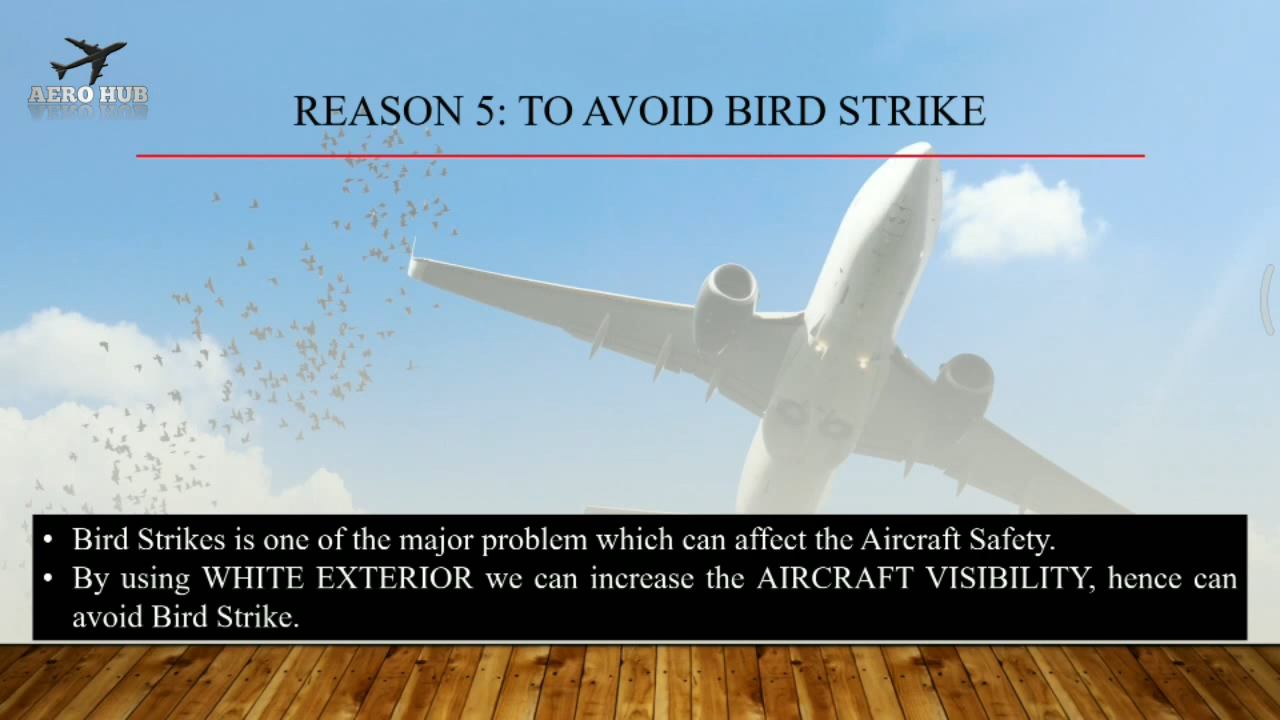 AERO HUB
REASON 5: TO AVOID BIRD STRIKE
• Bird Strikes is one of the major problem which can affect the Aircraft Safety.
• By using WHITE EXTERIOR we can increase the AIRCRAFT VISIBILITY, hence can
avoid Bird Strike.